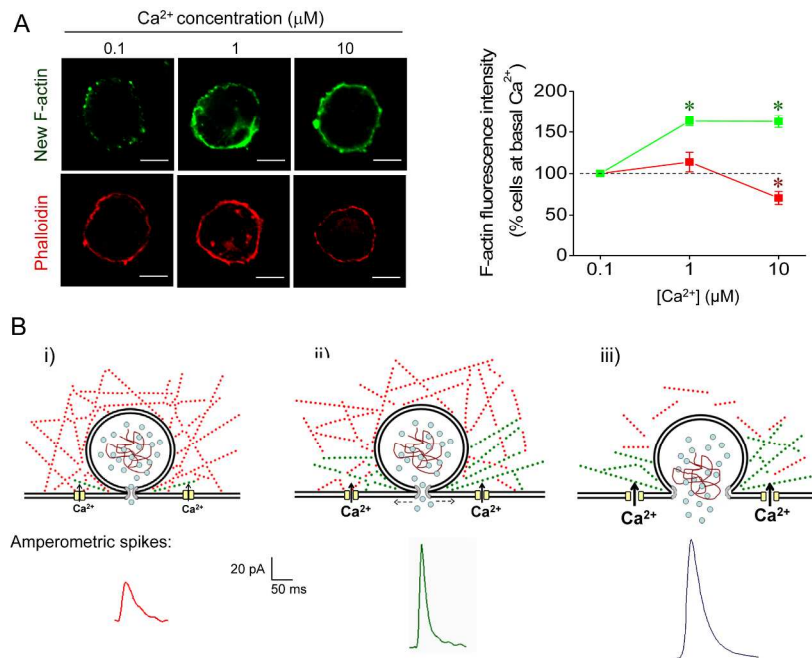 A
Ca²⁺ concentration (μM)
0.1 1 10
New F-actin
Phalloidin
F-actin fluorescence intensity
(% cells at basal Ca²⁺)
200
150
100
50
0
* *
*
0.1 1 10
[Ca²⁺] (μM)
B
i) ii) iii)
Ca²⁺ Ca²⁺ Ca²⁺ Ca²⁺ Ca²⁺ Ca²⁺
Amperometric spikes:
20 pA
50 ms